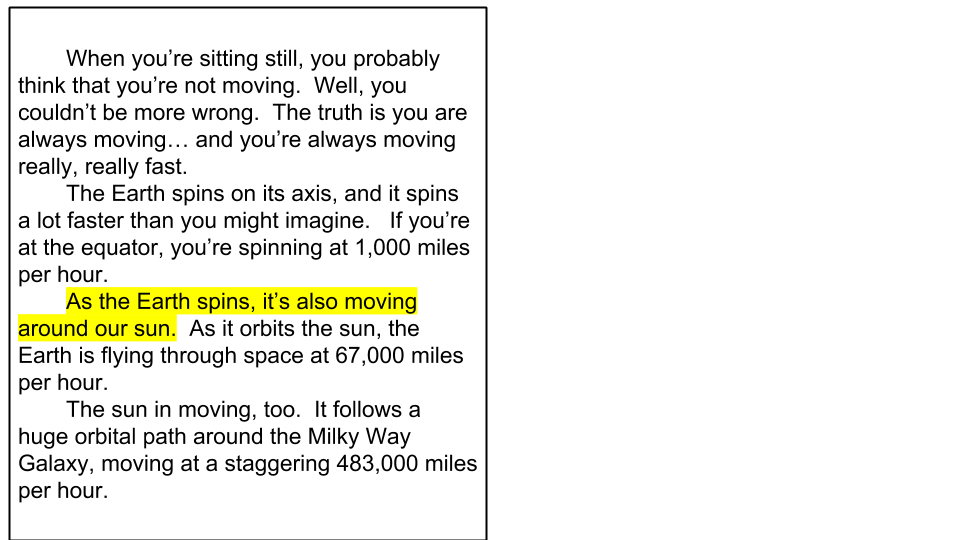 When you’re sitting still, you probably
think that you’re not moving.  Well, you
couldn’t be more wrong.  The truth is you are
always moving… and you’re always moving
really, really fast.
The Earth spins on its axis, and it spins
a lot faster than you might imagine.   If you’re
at the equator, you’re spinning at 1,000 miles
per hour.
As the Earth spins, it’s also moving
around our sun.  As it orbits the sun, the
Earth is flying through space at 67,000 miles
per hour.
The sun in moving, too.  It follows a
huge orbital path around the Milky Way
Galaxy, moving at a staggering 483,000 miles
per hour.